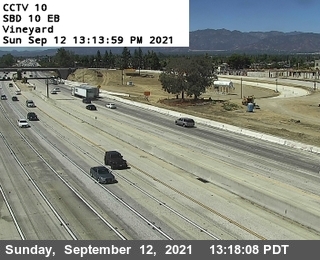 CCTV 10
SBD 10 EB
Vineyard
Sun Sep 12 13:13:59 PM 2021
Sunday, September 12, 2021 13:18:08 PDT